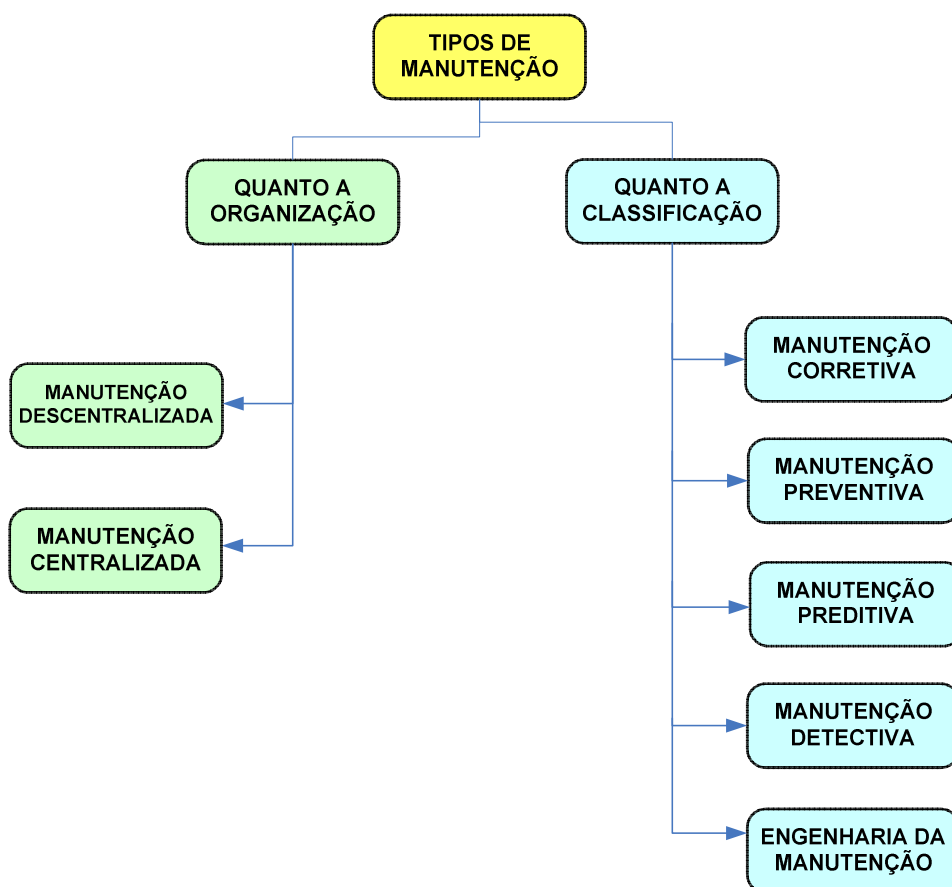 TIPOS DE
MANUTENÇÃO
QUANTO A
ORGANIZAÇÃO
QUANTO A
CLASSIFICAÇÃO
MANUTENÇÃO
DESCENTRALIZADA
MANUTENÇÃO
CENTRALIZADA
MANUTENÇÃO
CORRETIVA
MANUTENÇÃO
PREVENTIVA
MANUTENÇÃO
PREDITIVA
MANUTENÇÃO
DETECTIVA
ENGENHARIA DA
MANUTENÇÃO